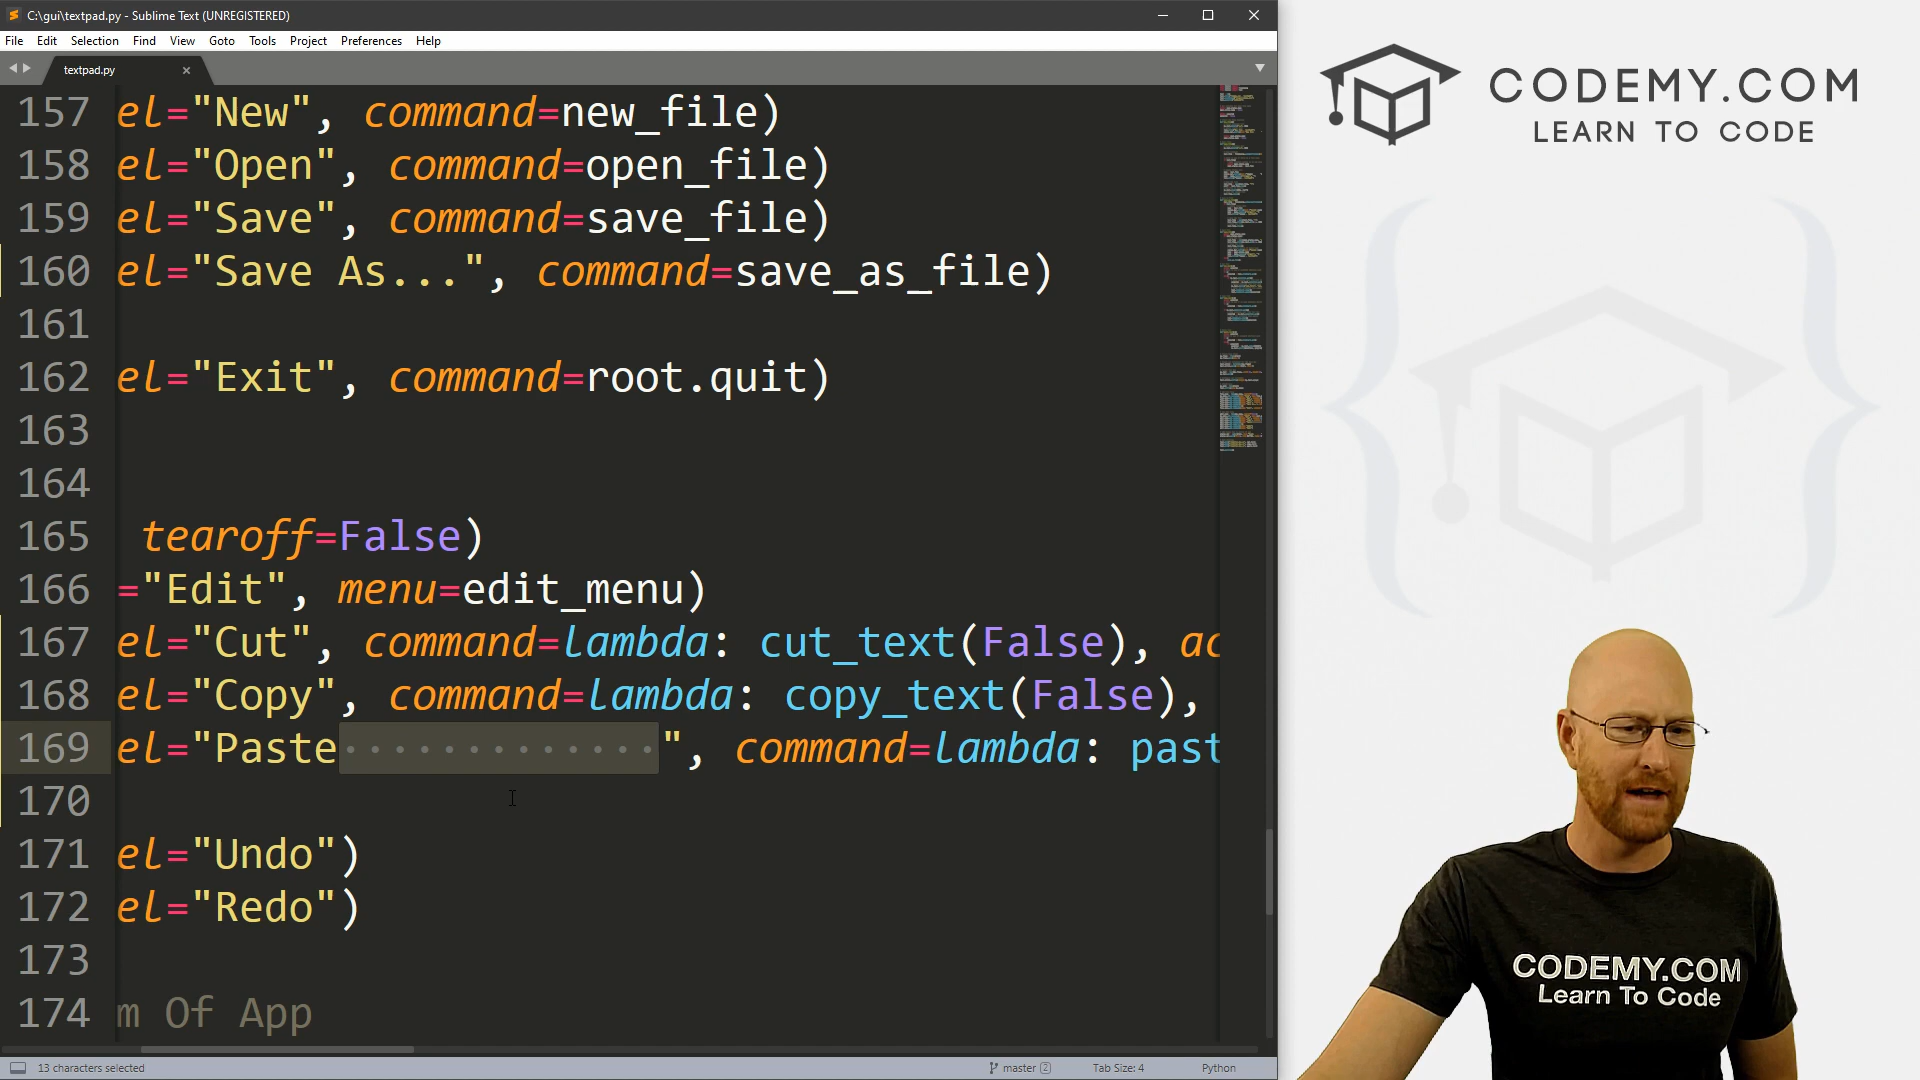 C:\gui\textpad.py - Sublime Text (UNREGISTERED)
File Edit Selection Find View Goto Tools Project Preferences Help
textpad.py
157 el="New", command=new_file)
158 el="Open", command=open_file)
159 el="Save", command=save_file)
160 el="Save As...", command=save_as_file)
161
162 el="Exit", command=root.quit)
163
164
165 tearoff=False)
166 ="Edit", menu=edit_menu)
167 el="Cut", command=lambda: cut_text(False), ac
168 el="Copy", command=lambda: copy_text(False),
169 el="Paste·············", command=lambda: past
170
171 el="Undo")
172 el="Redo")
173
174 m Of App
13 characters selected master 2 Tab Size: 4 Python
CODEMY.COM
LEARN TO CODE
CODEMY.COM
Learn To Code